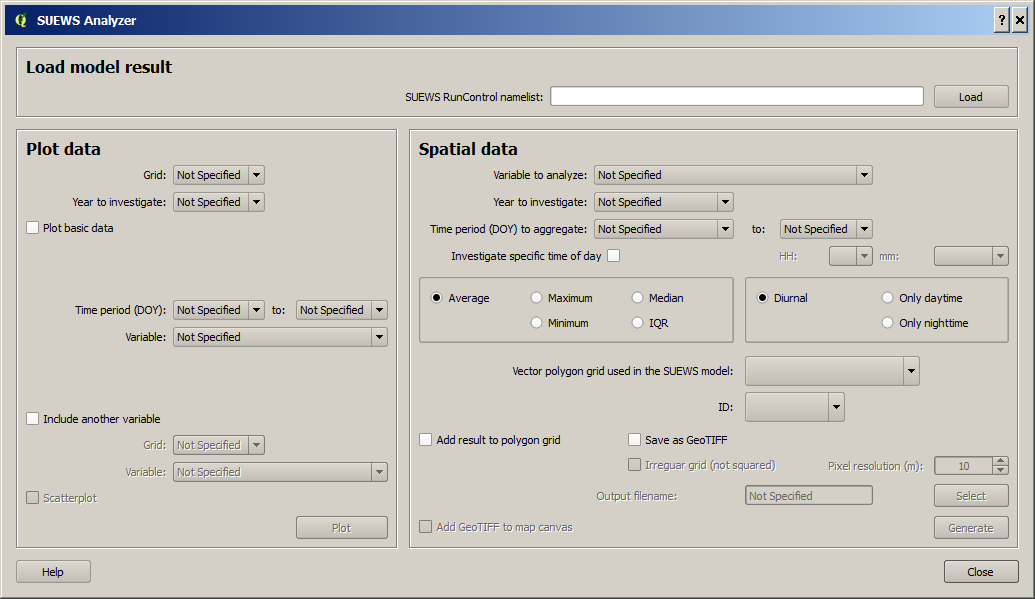 SUEWS Analyzer
Load model result
SUEWS RunControl namelist:
Load
Plot data
Grid: Not Specified
Year to investigate: Not Specified
Plot basic data
Time period (DOY): Not Specified to: Not Specified
Variable: Not Specified
Include another variable
Grid: Not Specified
Variable: Not Specified
Scatterplot
Plot
Spatial data
Variable to analyze: Not Specified
Year to investigate: Not Specified
Time period (DOY) to aggregate: Not Specified to: Not Specified
Investigate specific time of day HH: mm:
Average Maximum Median
Minimum IQR
Diurnal Only daytime
Only nighttime
Vector polygon grid used in the SUEWS model:
ID:
Add result to polygon grid Save as GeoTIFF
Irreguar grid (not squared) Pixel resolution (m): 10
Output filename: Not Specified Select
Add GeoTIFF to map canvas Generate
Help
Close